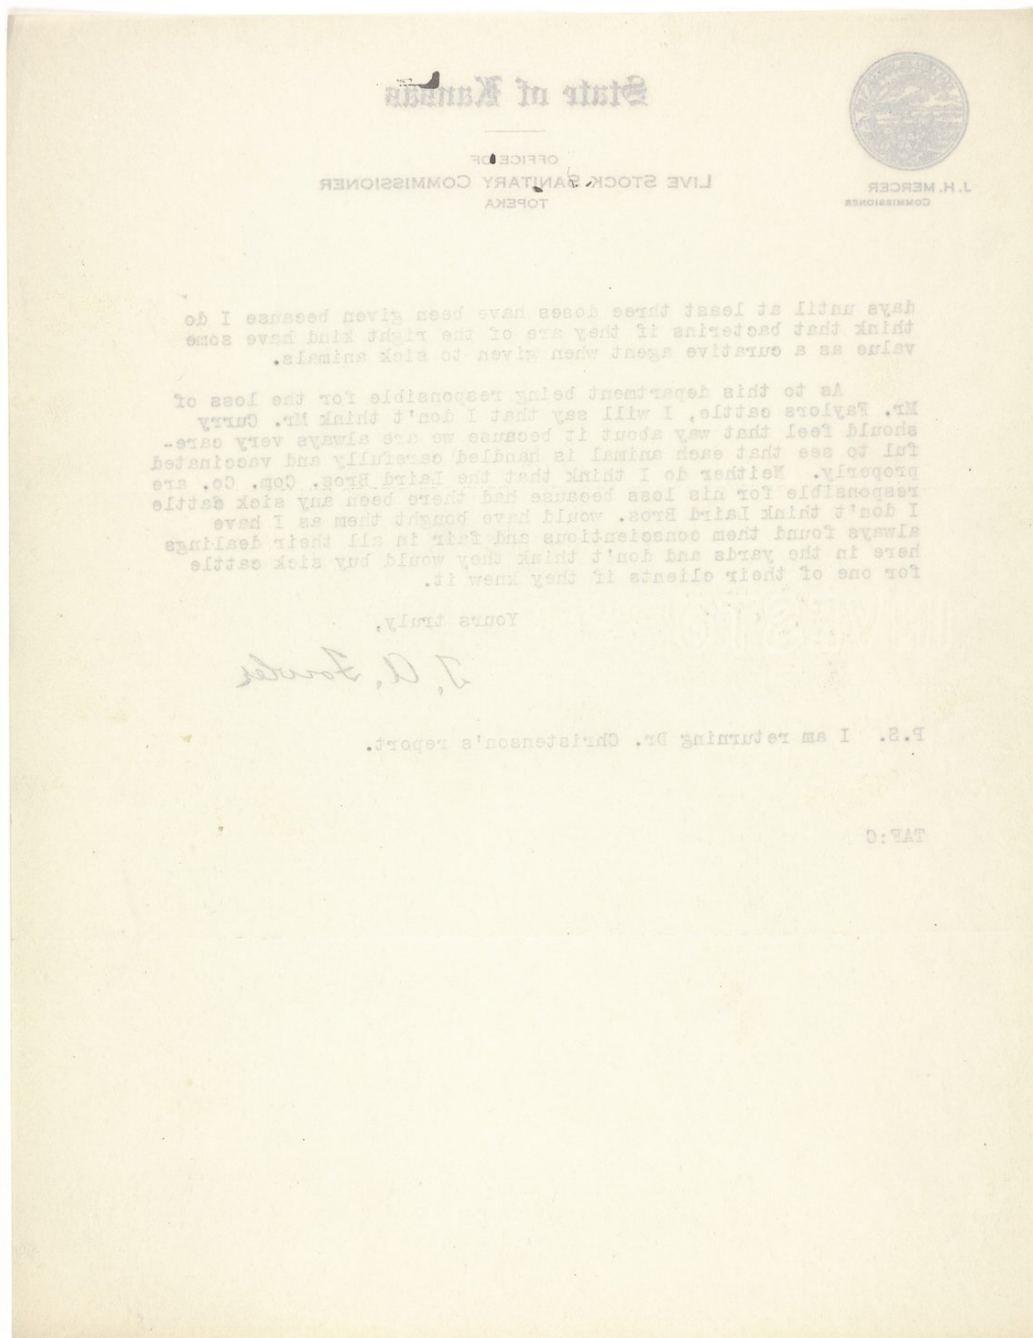 State of Kansas
OFFICE OF
LIVE STOCK SANITARY COMMISSIONER
TOPEKA
J. H. MERCER
COMMISSIONER
days until at least three doses have been given because I do
think that bacterins if they are of the right kind have some
value as a curative agent when given to sick animals.
As to this department being responsible for the loss of
Mr. Faylors cattle, I will say that I don't think Mr. Curry
should feel that way about it because we are always very care-
ful to see that each animal is handled carefully and vaccinated
properly. Neither do I think that the Laird Bros. Com. Co. are
responsible for his loss because had there been any sick cattle
I don't think Laird Bros. would have bought them as I have
always found them conscientious and fair in all their dealings
here in the yards and don't think they would buy sick cattle
for one of their clients if they knew it.
Yours truly,
T. A. Fowler
P.S. I am returning Dr. Christenson's report.
TAF:C